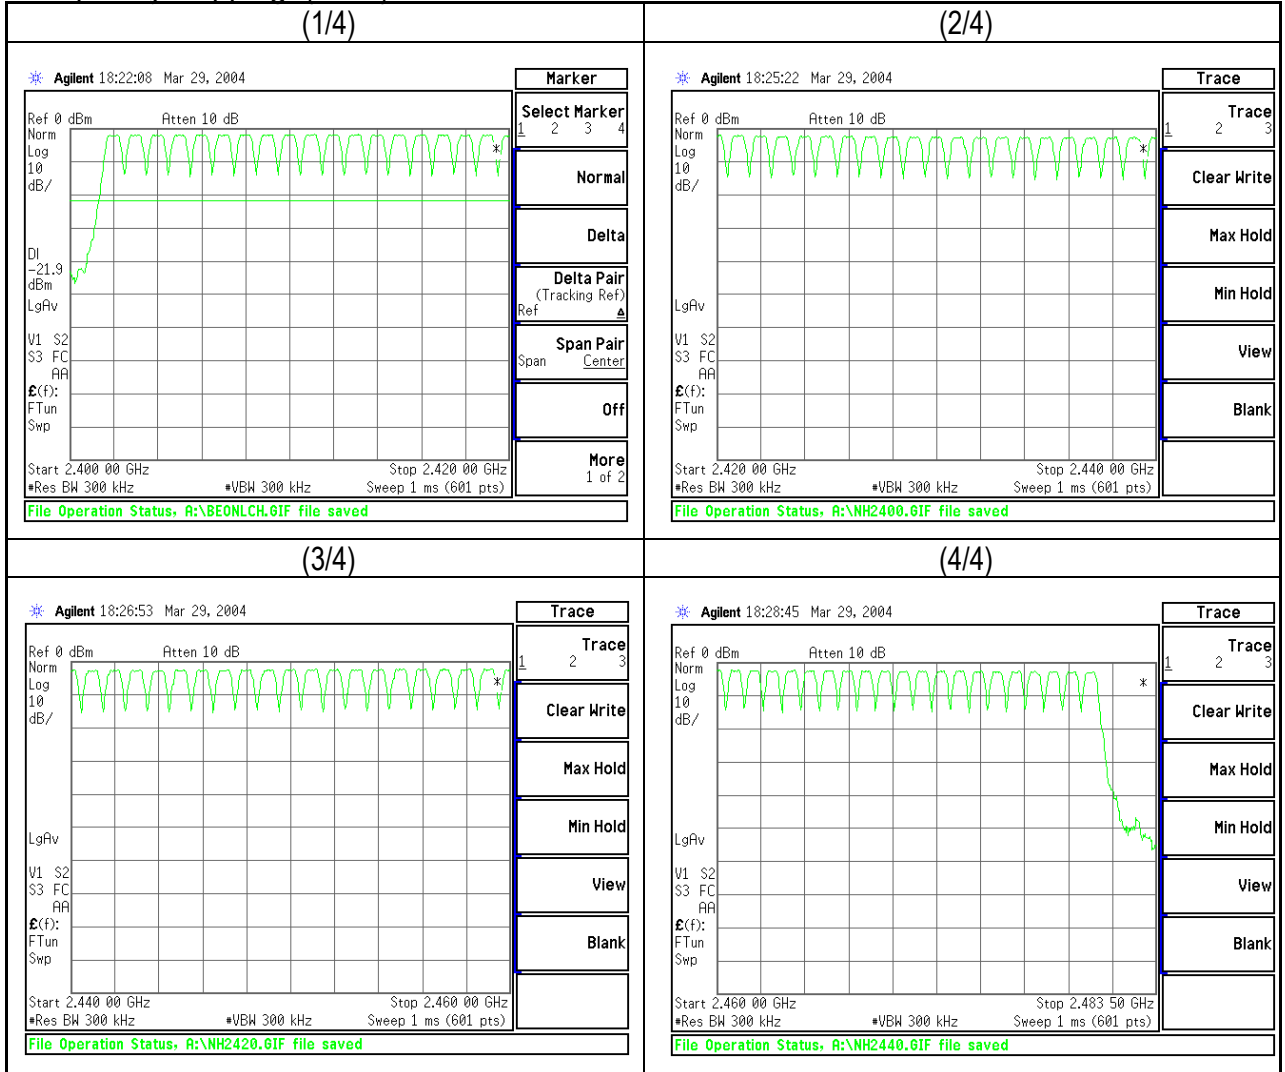 (1/4)
Agilent 18:22:08 Mar 29, 2004
Marker
Ref 0 dBm Atten 10 dB
Norm
Log
10
dB/
DI
-21.9
dBm
LgAv
V1 S2
S3 FC
AA
£(f):
FTun
Swp
*
Start 2.400 00 GHz Stop 2.420 00 GHz
#Res BW 300 kHz #VBW 300 kHz Sweep 1 ms (601 pts)
Select Marker
1 2 3 4
Normal
Delta
Delta Pair
(Tracking Ref)
Ref Δ
Span Pair
Span Center
Off
More
1 of 2
File Operation Status, A:\BEONLCH.GIF file saved
(2/4)
Agilent 18:25:22 Mar 29, 2004
Trace
Ref 0 dBm Atten 10 dB
Norm
Log
10
dB/
LgAv
V1 S2
S3 FC
AA
£(f):
FTun
Swp
*
Start 2.420 00 GHz Stop 2.440 00 GHz
#Res BW 300 kHz #VBW 300 kHz Sweep 1 ms (601 pts)
Trace
1 2 3
Clear Write
Max Hold
Min Hold
View
Blank
File Operation Status, A:\NH2400.GIF file saved
(3/4)
Agilent 18:26:53 Mar 29, 2004
Trace
Ref 0 dBm Atten 10 dB
Norm
Log
10
dB/
LgAv
V1 S2
S3 FC
AA
£(f):
FTun
Swp
*
Start 2.440 00 GHz Stop 2.460 00 GHz
#Res BW 300 kHz #VBW 300 kHz Sweep 1 ms (601 pts)
Trace
1 2 3
Clear Write
Max Hold
Min Hold
View
Blank
File Operation Status, A:\NH2420.GIF file saved
(4/4)
Agilent 18:28:45 Mar 29, 2004
Trace
Ref 0 dBm Atten 10 dB
Norm
Log
10
dB/
LgAv
V1 S2
S3 FC
AA
£(f):
FTun
Swp
*
Start 2.460 00 GHz Stop 2.483 50 GHz
#Res BW 300 kHz #VBW 300 kHz Sweep 1 ms (601 pts)
Trace
1 2 3
Clear Write
Max Hold
Min Hold
View
Blank
File Operation Status, A:\NH2440.GIF file saved